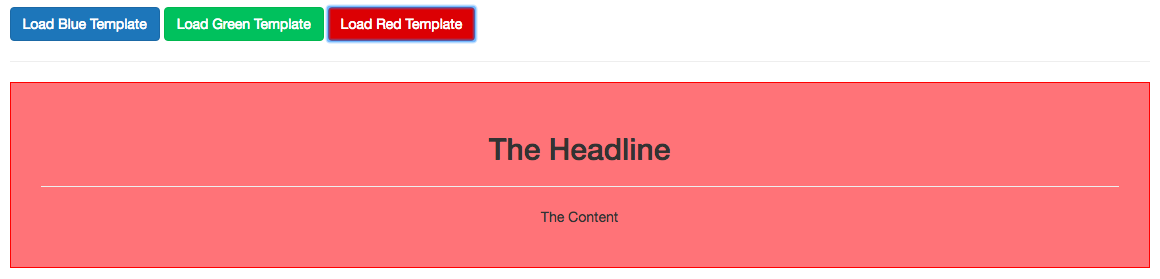 Load Blue Template Load Green Template Load Red Template
The Headline
The Content